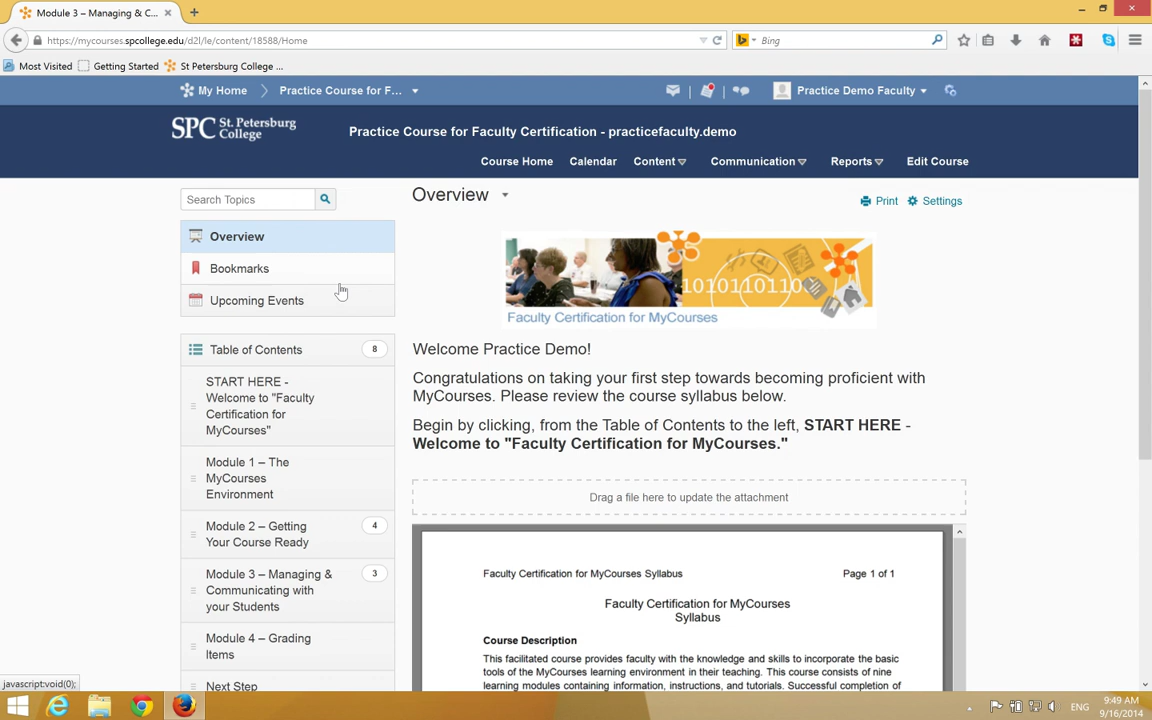 Module 3 – Managing & C...
https://mycourses.spcollege.edu/d2l/le/content/18588/Home
Bing
Most Visited
Getting Started
St Petersburg College ...
My Home
Practice Course for F...
Practice Demo Faculty
SPC St. Petersburg College
Practice Course for Faculty Certification - practicefaculty.demo
Course Home
Calendar
Content
Communication
Reports
Edit Course
Search Topics
Overview
Print
Settings
Overview
Bookmarks
Upcoming Events
1010110110
Faculty Certification for MyCourses
Table of Contents
8
START HERE -
Welcome to "Faculty
Certification for
MyCourses"
Module 1 – The
MyCourses
Environment
Module 2 – Getting
Your Course Ready
4
Module 3 – Managing &
Communicating with
your Students
3
Module 4 – Grading
Items
Next Step
Welcome Practice Demo!
Congratulations on taking your first step towards becoming proficient with
MyCourses. Please review the course syllabus below.
Begin by clicking, from the Table of Contents to the left, START HERE -
Welcome to "Faculty Certification for MyCourses."
Drag a file here to update the attachment
Faculty Certification for MyCourses Syllabus
Page 1 of 1
Faculty Certification for MyCourses
Syllabus
Course Description
This facilitated course provides faculty with the knowledge and skills to incorporate the basic
tools of the MyCourses learning environment in their teaching. This course consists of nine
learning modules containing information, instructions, and tutorials. Successful completion of
javascript:void(0);
ENG
9:49 AM
9/16/2014